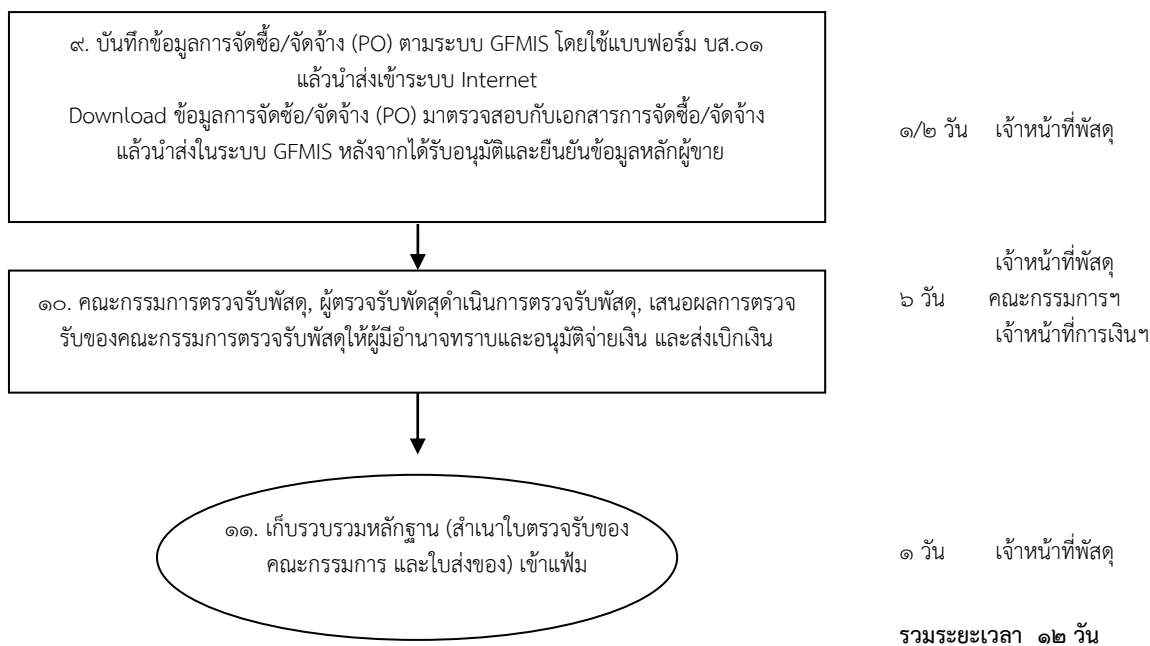 ๙. บันทึกข้อมูลการจัดซื้อ/จัดจ้าง (PO) ตามระบบ GFMIS โดยใช้แบบฟอร์ม บส.๐๑
แล้วนำส่งเข้าระบบ Internet
Download ข้อมูลการจัดซ้อ/จัดจ้าง (PO) มาตรวจสอบกับเอกสารการจัดซื้อ/จัดจ้าง
แล้วนำส่งในระบบ GFMIS หลังจากได้รับอนุมัติและยืนยันข้อมูลหลักผู้ขาย
๑/๒ วัน เจ้าหน้าที่พัสดุ
๑๐. คณะกรรมการตรวจรับพัสดุ, ผู้ตรวจรับพัดสุดำเนินการตรวจรับพัสดุ, เสนอผลการตรวจ
รับของคณะกรรมการตรวจรับพัสดุให้ผู้มีอำนาจทราบและอนุมัติจ่ายเงิน และส่งเบิกเงิน
เจ้าหน้าที่พัสดุ
๖ วัน คณะกรรมการฯ
เจ้าหน้าที่การเงินฯ
๑๑. เก็บรวบรวมหลักฐาน (สำเนาใบตรวจรับของ
คณะกรรมการ และใบส่งของ) เข้าแฟ้ม
๑ วัน เจ้าหน้าที่พัสดุ
รวมระยะเวลา ๑๒ วัน